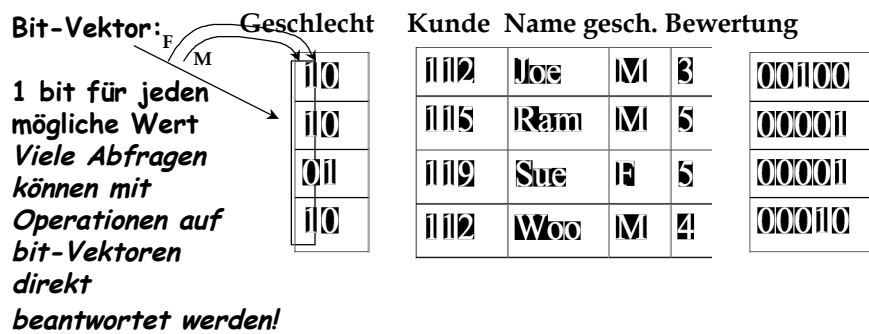 Bit-Vektor: Geschlecht Kunde Name gesch. Bewertung
F
M
1 bit für jeden
mögliche Wert
Viele Abfragen
können mit
Operationen auf
bit-Vektoren
direkt
beantwortet werden!
10 112 Joe M 3 00100
10 115 Ram M 5 00001
01 119 Sue F 5 00001
10 112 Woo M 4 00010